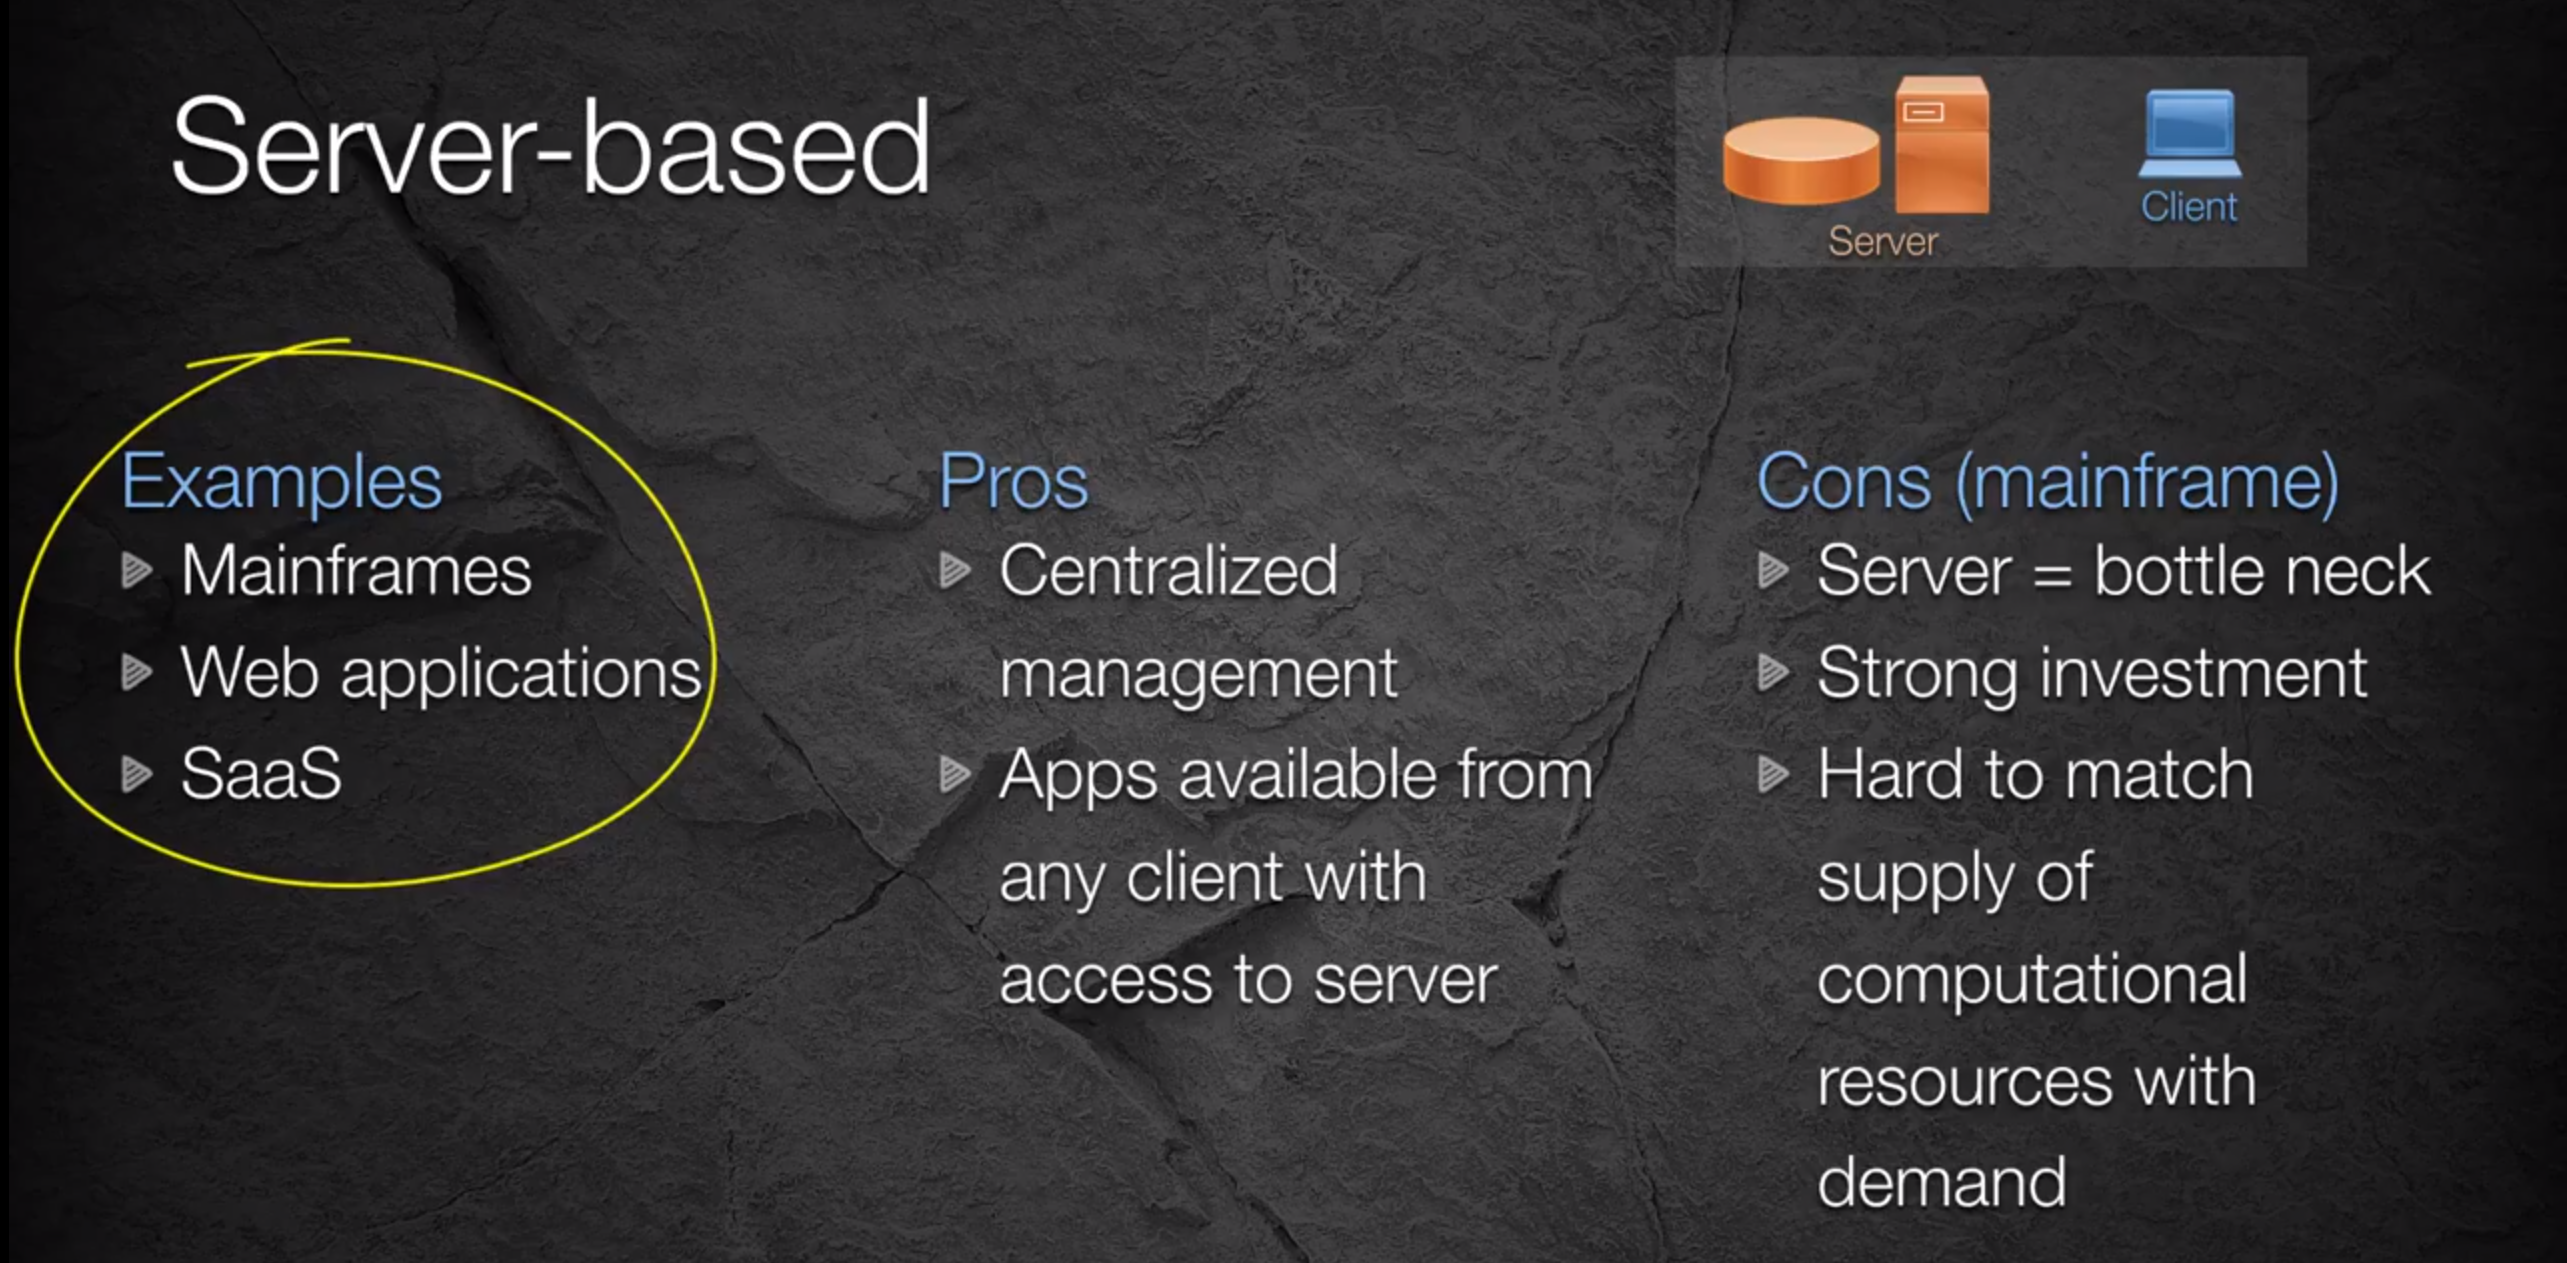 Server-based
Server
Client
Examples
Mainframes
Web applications
SaaS
Pros
Centralized
management
Apps available from
any client with
access to server
Cons (mainframe)
Server = bottle neck
Strong investment
Hard to match
supply of
computational
resources with
demand